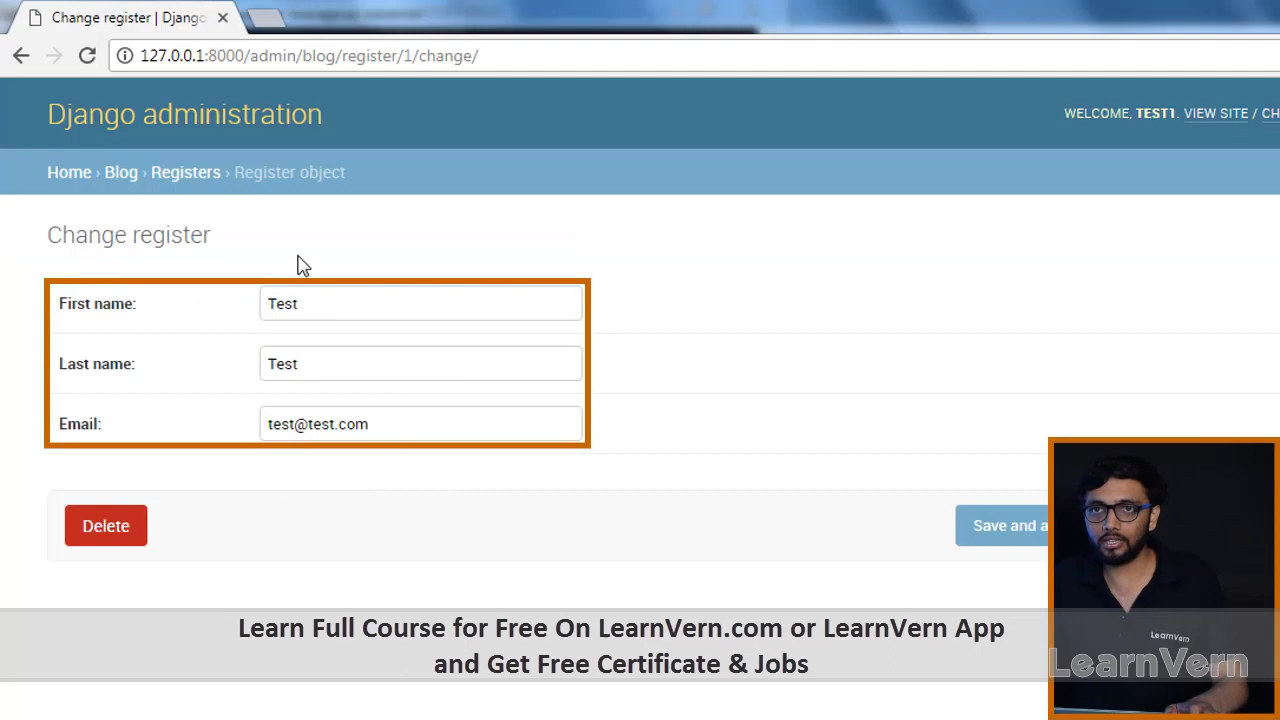 Change register | Django
127.0.0.1:8000/admin/blog/register/1/change/
Django administration
WELCOME, TEST1. VIEW SITE / CH
Home › Blog › Registers › Register object
Change register
First name: Test
Last name: Test
Email: test@test.com
Delete
Save and a
LearnVern
Learn Full Course for Free On LearnVern.com or LearnVern App
and Get Free Certificate & Jobs
LearnVern